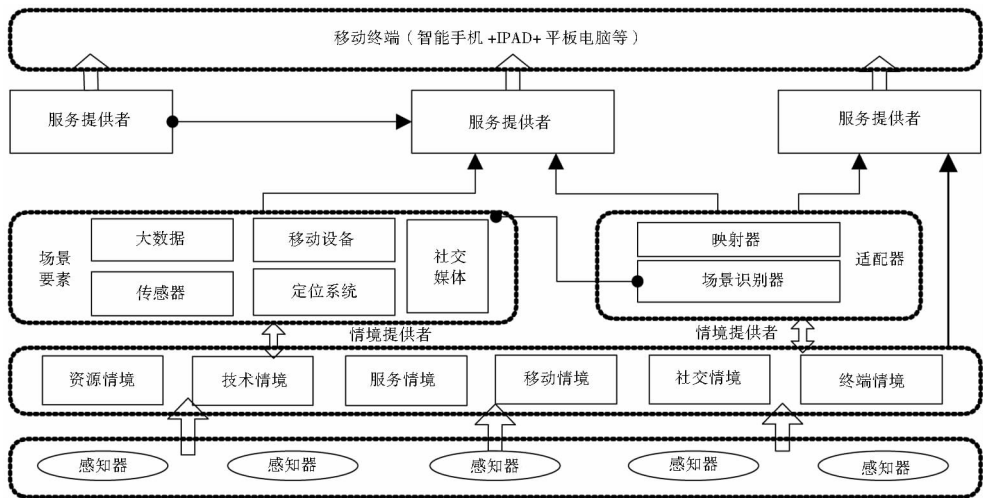 移动终端（智能手机+IPAD+平板电脑等）
服务提供者
服务提供者
服务提供者
场景
要素
大数据
移动设备
社交
媒体
传感器
定位系统
映射器
场景识别器
适配器
情境提供者
情境提供者
资源情境
技术情境
服务情境
移动情境
社交情境
终端情境
感知器
感知器
感知器
感知器
感知器